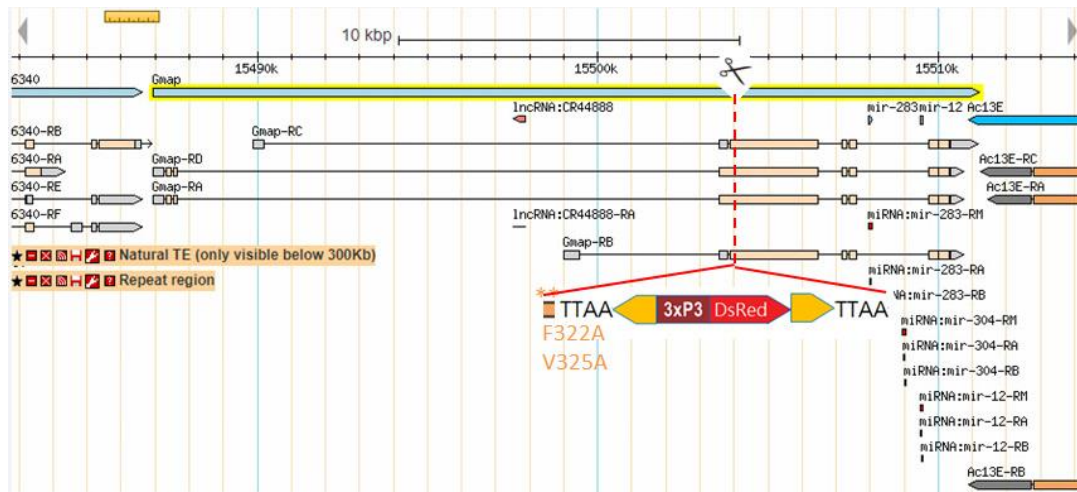 10 kbp
15490k 15500k 15510k
6340 Gmap
lncRNA:CR44888 mir-283 mir-12 Ac13E
6340-RB Gmap-RC
6340-RA Gmap-RD Ac13E-RC
6340-RE Gmap-RA Ac13E-RA
6340-RF lncRNA:CR44888-RA miRNA:mir-283-RM
Natural TE (only visible below 300Kb) Gmap-RB
miRNA:mir-283-RA
Repeat region
NA:mir-283-RB
** TTAA 3xP3 DsRed TTAA
F322A
V325A
miRNA:mir-304-RM
miRNA:mir-304-RA
miRNA:mir-304-RB
miRNA:mir-12-RM
miRNA:mir-12-RA
miRNA:mir-12-RB
Ac13E-RB